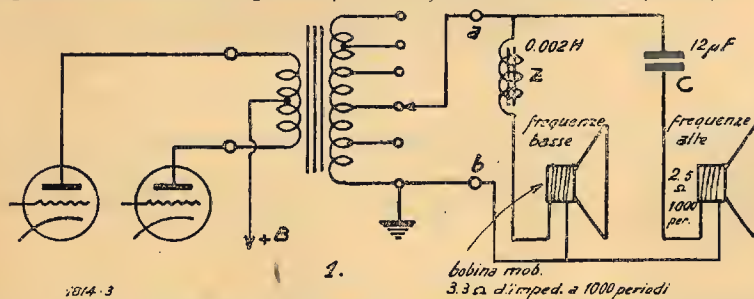 a
0.002 H
Z
12µF
C
frequenze
basse
frequenze
alte
2.5
Ω
1000
per.
b
+B
1.
bobina mob.
3.3 Ω d'imped. a 1000 periodi
1814-3